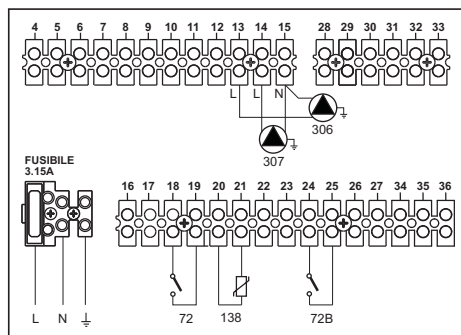 4 5 6 7 8 9 10 11 12 13 14 15 28 29 30 31 32 33
L L N
306
307
FUSIBILE
3.15A
16 17 18 19 20 21 22 23 24 25 26 27 34 35 36
L N 72 138 72B